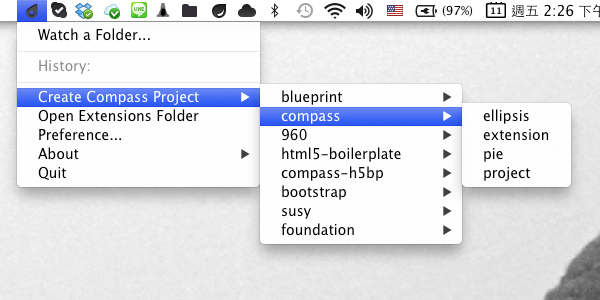 LINE
(97%)
11
週五 2:26 下午
Watch a Folder...
History:
Create Compass Project
Open Extensions Folder
Preference...
About
Quit
blueprint
compass
960
html5-boilerplate
compass-h5bp
bootstrap
susy
foundation
ellipsis
extension
pie
project